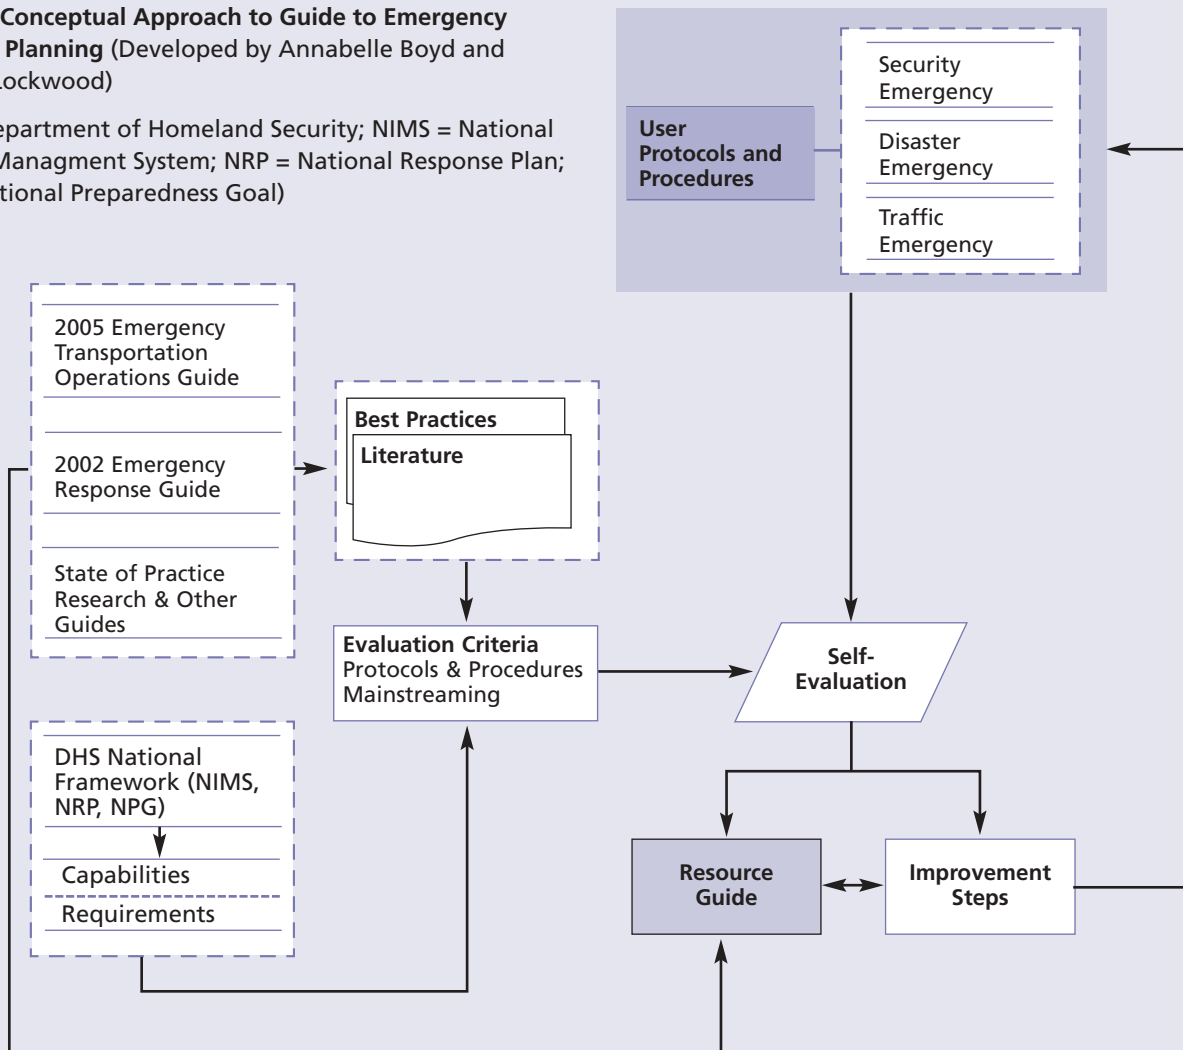 Conceptual Approach to Guide to Emergency
Planning (Developed by Annabelle Boyd and
Lockwood)
epartment of Homeland Security; NIMS = National
Managment System; NRP = National Response Plan;
tional Preparedness Goal)
User
Protocols and
Procedures
Security
Emergency
Disaster
Emergency
Traffic
Emergency
2005 Emergency
Transportation
Operations Guide
2002 Emergency
Response Guide
State of Practice
Research & Other
Guides
Best Practices
Literature
Evaluation Criteria
Protocols & Procedures
Mainstreaming
Self-
Evaluation
DHS National
Framework (NIMS,
NRP, NPG)
Capabilities
Requirements
Resource
Guide
Improvement
Steps